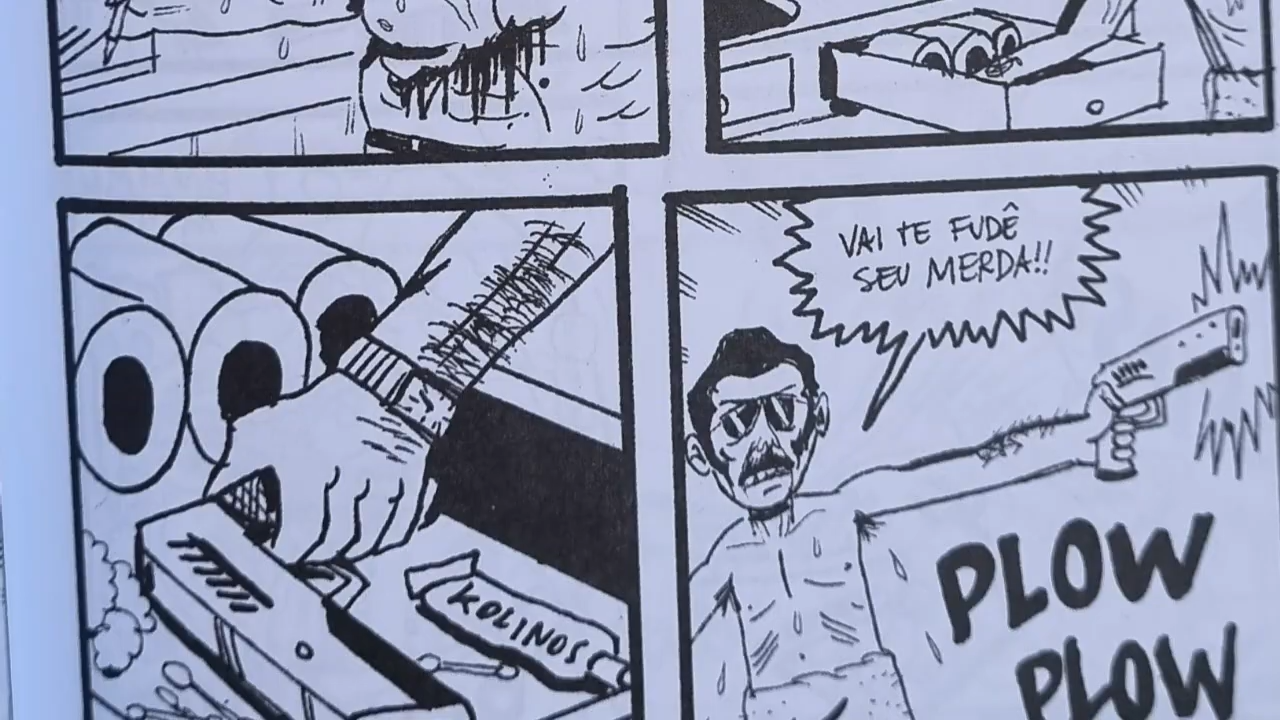 VAI TE FUDÊ
SEU MERDA!!
KOLINOS
PLOW
PLOW